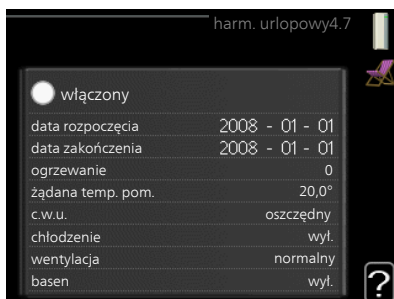 harm. urlopowy4.7
włączony
data rozpoczęcia 2008 - 01 - 01
data zakończenia 2008 - 01 - 01
ogrzewanie 0
żądana temp. pom. 20,0°
c.w.u. oszczędny
chłodzenie wył.
wentylacja normalny
basen wył.
?